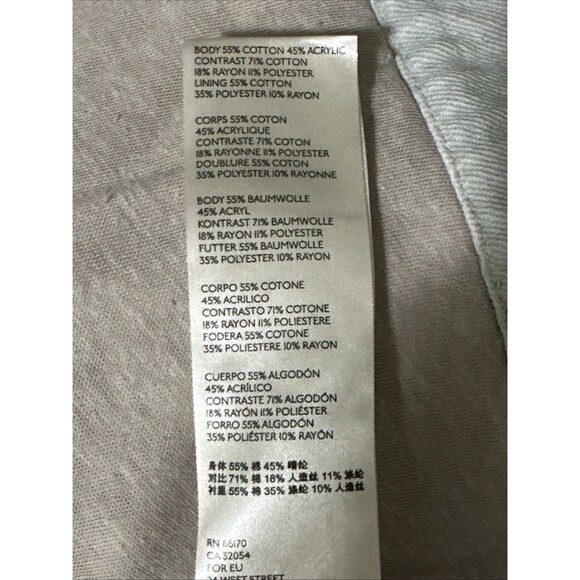 BODY 55% COTTON 45% ACRYLIC
CONTRAST 71% COTTON
18% RAYON 11% POLYESTER
LINING 55% COTTON
35% POLYESTER 10% RAYON
CORPS 55% COTON
45% ACRYLIQUE
CONTRASTE 71% COTON
18% RAYONNE 11% POLYESTER
DOUBLURE 55% COTON
35% POLYESTER 10% RAYONNE
BODY 55% BAUMWOLLE
45% ACRYL
KONTRAST 71% BAUMWOLLE
18% RAYON 11% POLYESTER
FUTTER 55% BAUMWOLLE
35% POLYESTER 10% RAYON
CORPO 55% COTONE
45% ACRILICO
CONTRASTO 71% COTONE
18% RAYON 11% POLIESTERE
FODERA 55% COTONE
35% POLIESTERE 10% RAYON
CUERPO 55% ALGODÓN
45% ACRÍLICO
CONTRASTE 71% ALGODÓN
18% RAYÓN 11% POLIÉSTER
FORRO 55% ALGODÓN
35% POLIÉSTER 10% RAYÓN
身体 55% 棉 45% 晴纶
对比 71% 棉 18% 人造丝 11% 涤纶
衬里 55% 棉 35% 涤纶 10% 人造丝
RN 66170
CA 32054
FOR EU
34 WEST STREET